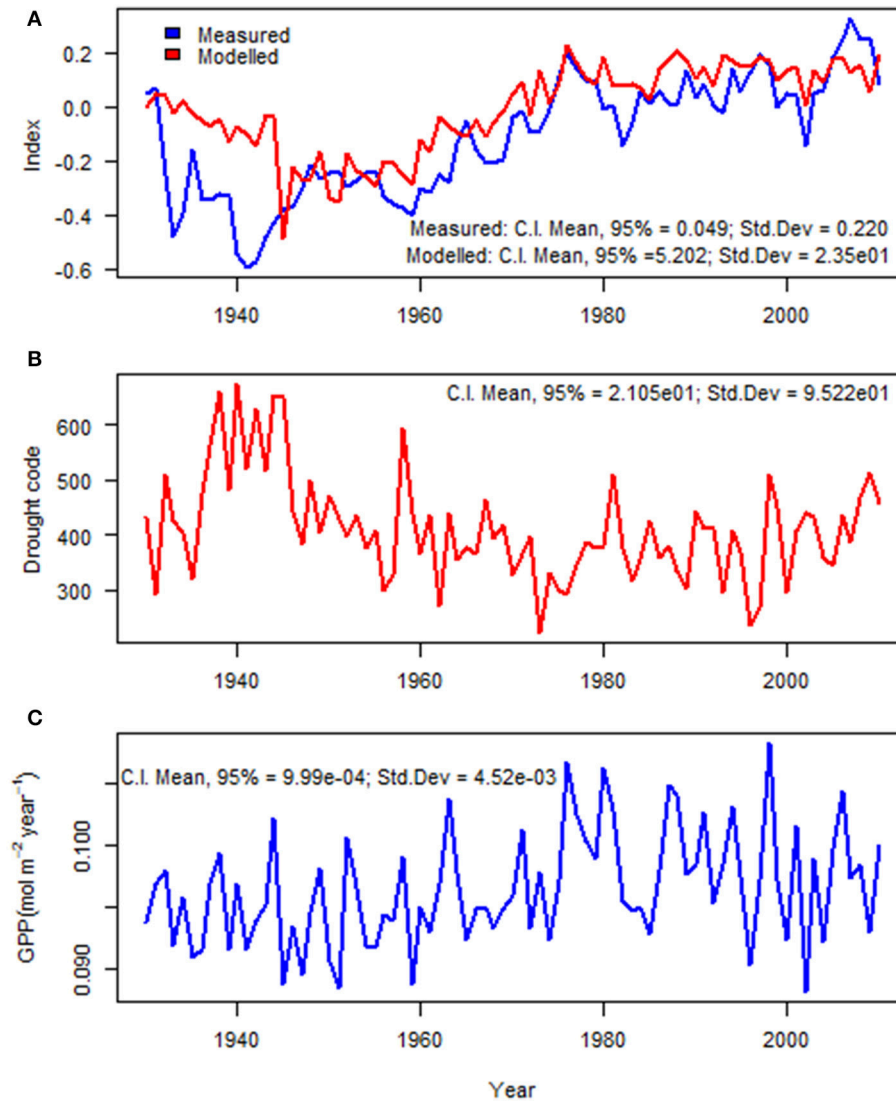 A
Measured
Modelled
0.2
0.0
-0.2
-0.4
-0.6
Index
Measured: C.I. Mean, 95% = 0.049; Std.Dev = 0.220
Modelled: C.I. Mean, 95% =5.202; Std.Dev = 2.35e01
1940 1960 1980 2000
B
C.I. Mean, 95% = 2.105e01; Std.Dev = 9.522e01
600
500
400
300
Drought code
1940 1960 1980 2000
C
C.I. Mean, 95% = 9.99e-04; Std.Dev = 4.52e-03
0.100
0.090
GPP(mol m⁻² year⁻¹)
1940 1960 1980 2000
Year